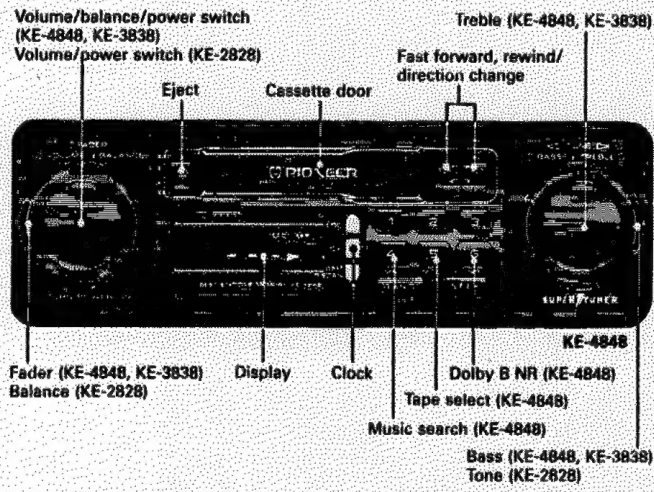 Volume/balance/power switch
(KE-4848, KE-3838)
Volume/power switch (KE-2828)
Treble (KE-4848, KE-3838)
Fast forward, rewind/
direction change
Eject
Cassette door
PIONEER
SUPERTUNER
KE-4848
Fader (KE-4848, KE-3838)
Balance (KE-2828)
Display
Clock
Dolby B NR (KE-4848)
Tape select (KE-4848)
Music search (KE-4848)
Bass (KE-4848, KE-3838)
Tone (KE-2828)